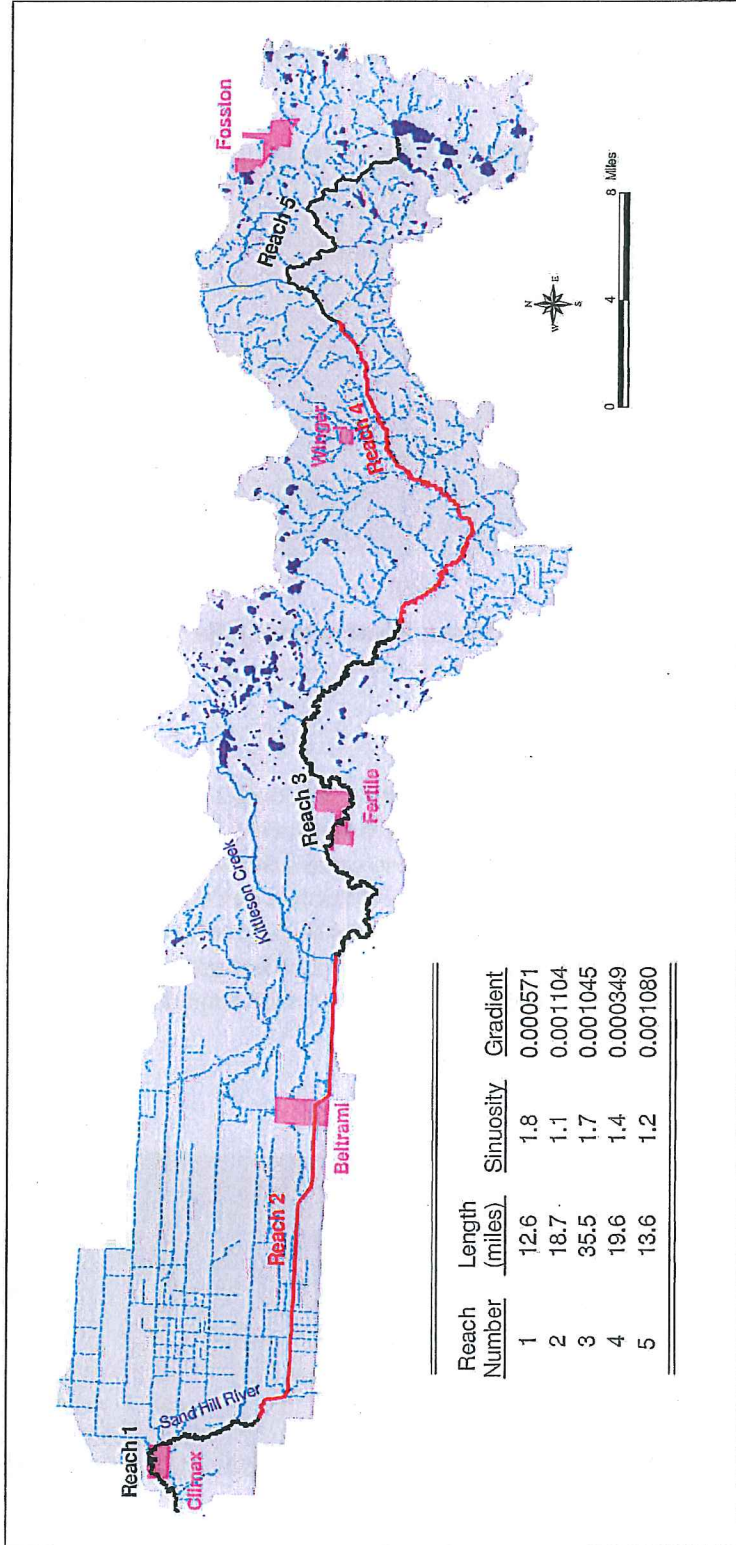 Fossion
Reach 5
Winger
Reach 4
Reach 3
Fertile
Kittleson Creek
Beltrami
Reach 2
Sand Hill River
Reach 1
Climax
N
W E
S
0 4 8 Miles
Reach Length
Number (miles) Sinuosity Gradient
1 12.6 1.8 0.000571
2 18.7 1.1 0.001104
3 35.5 1.7 0.001045
4 19.6 1.4 0.000349
5 13.6 1.2 0.001080